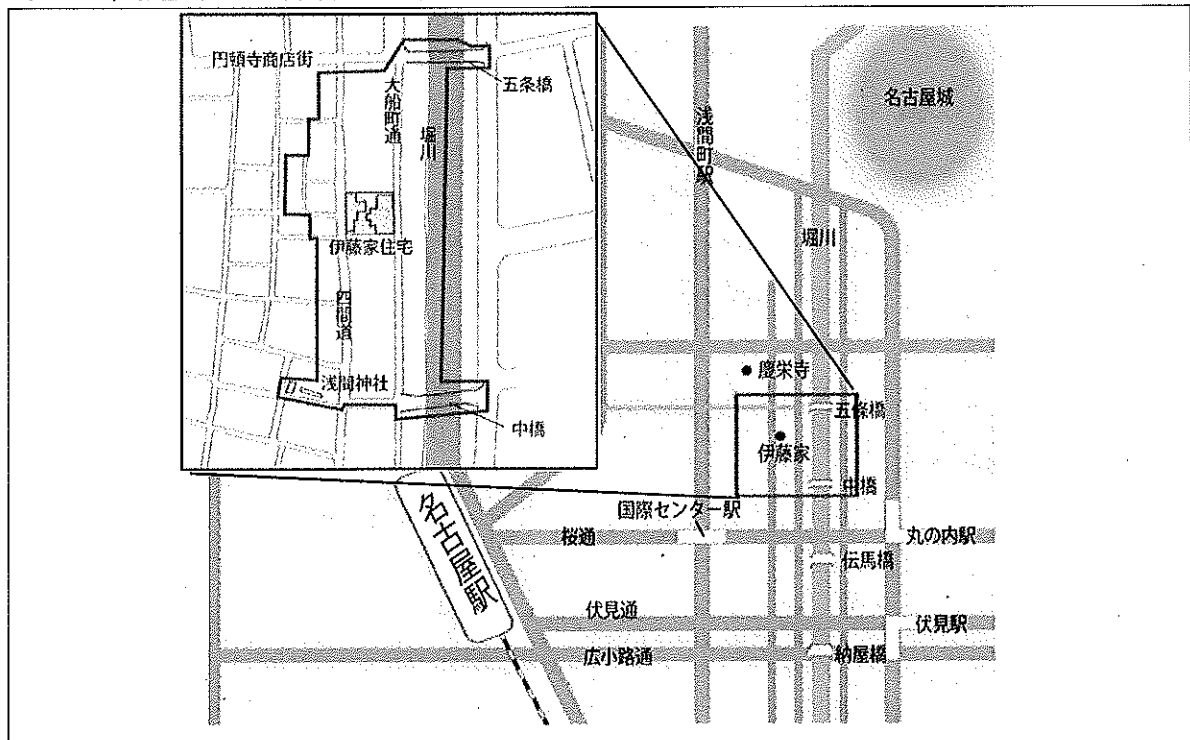 円頓寺商店街
五条橋
大船町通
堀川
伊藤家住宅
四間道
浅間神社
中橋
名古屋城
浅間町駅
堀川
慶栄寺
五條橋
伊藤家
中橋
国際センター駅
桜通
丸の内駅
伝馬橋
名古屋駅
伏見通
伏見駅
広小路通
納屋橋